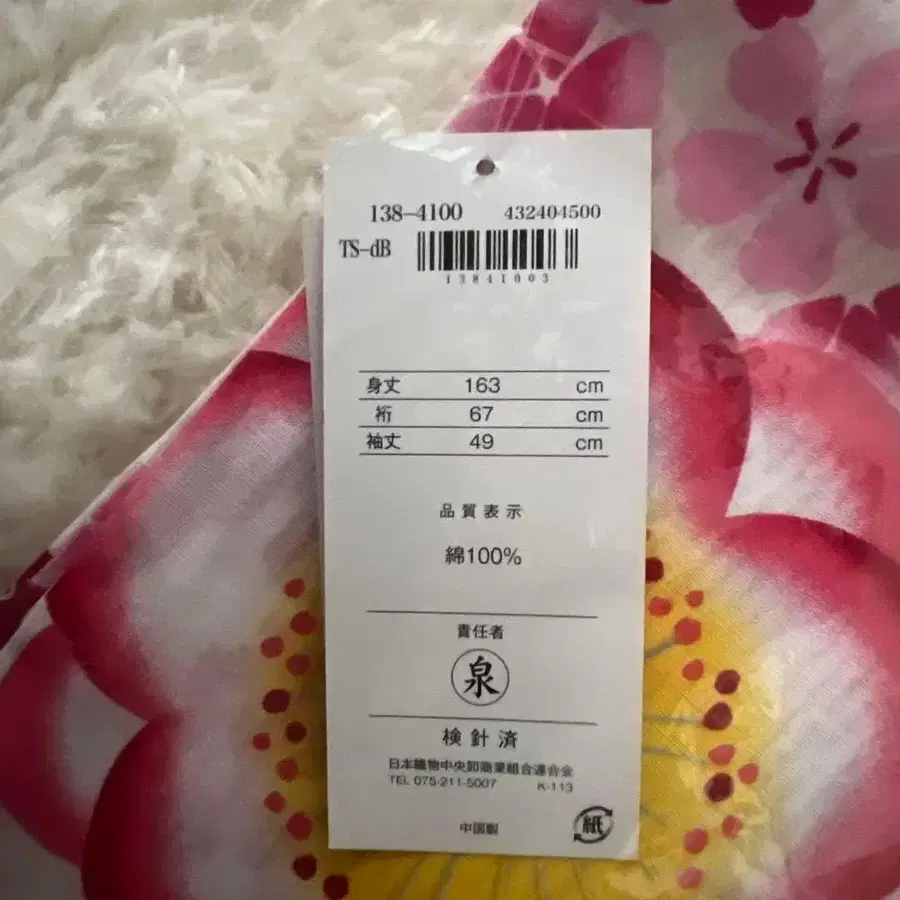 138-4100 432404500
TS-dB
13841003
身丈 163 cm
裄 67 cm
袖丈 49 cm
品質表示
綿100%
責任者
泉
検針済
日本織物中央卸商業組合連合会
TEL 075-211-5007 K-113
中国製
紙